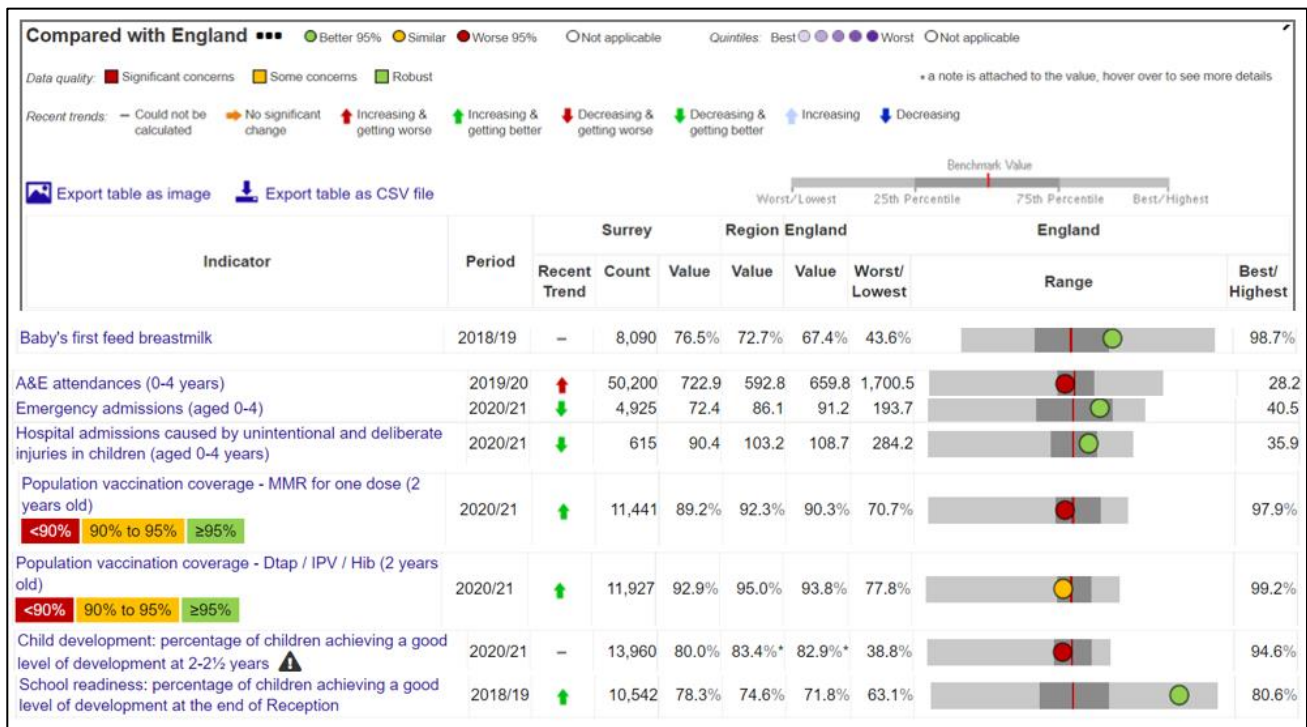 Compared with England ••• Better 95% Similar Worse 95% Not applicable Quintiles: Best Worst Not applicable
Data quality: Significant concerns Some concerns Robust * a note is attached to the value, hover over to see more details
Recent trends: – Could not be calculated No significant change Increasing & getting worse Increasing & getting better Decreasing & getting worse Decreasing & getting better Increasing Decreasing
Benchmark Value
Export table as image Export table as CSV file
Worst/Lowest 25th Percentile 75th Percentile Best/Highest
Surrey Region England England
Indicator Period Recent Trend Count Value Value Value Worst/ Lowest Range Best/ Highest
Baby's first feed breastmilk 2018/19 – 8,090 76.5% 72.7% 67.4% 43.6% 98.7%
A&E attendances (0-4 years) 2019/20 50,200 722.9 592.8 659.8 1,700.5 28.2
Emergency admissions (aged 0-4) 2020/21 4,925 72.4 86.1 91.2 193.7 40.5
Hospital admissions caused by unintentional and deliberate
injuries in children (aged 0-4 years) 2020/21 615 90.4 103.2 108.7 284.2 35.9
Population vaccination coverage - MMR for one dose (2
years old) 2020/21 11,441 89.2% 92.3% 90.3% 70.7% 97.9%
<90% 90% to 95% ≥95%
Population vaccination coverage - Dtap / IPV / Hib (2 years
old) 2020/21 11,927 92.9% 95.0% 93.8% 77.8% 99.2%
<90% 90% to 95% ≥95%
Child development: percentage of children achieving a good
level of development at 2-2½ years 2020/21 – 13,960 80.0% 83.4%* 82.9%* 38.8% 94.6%
School readiness: percentage of children achieving a good
level of development at the end of Reception 2018/19 10,542 78.3% 74.6% 71.8% 63.1% 80.6%